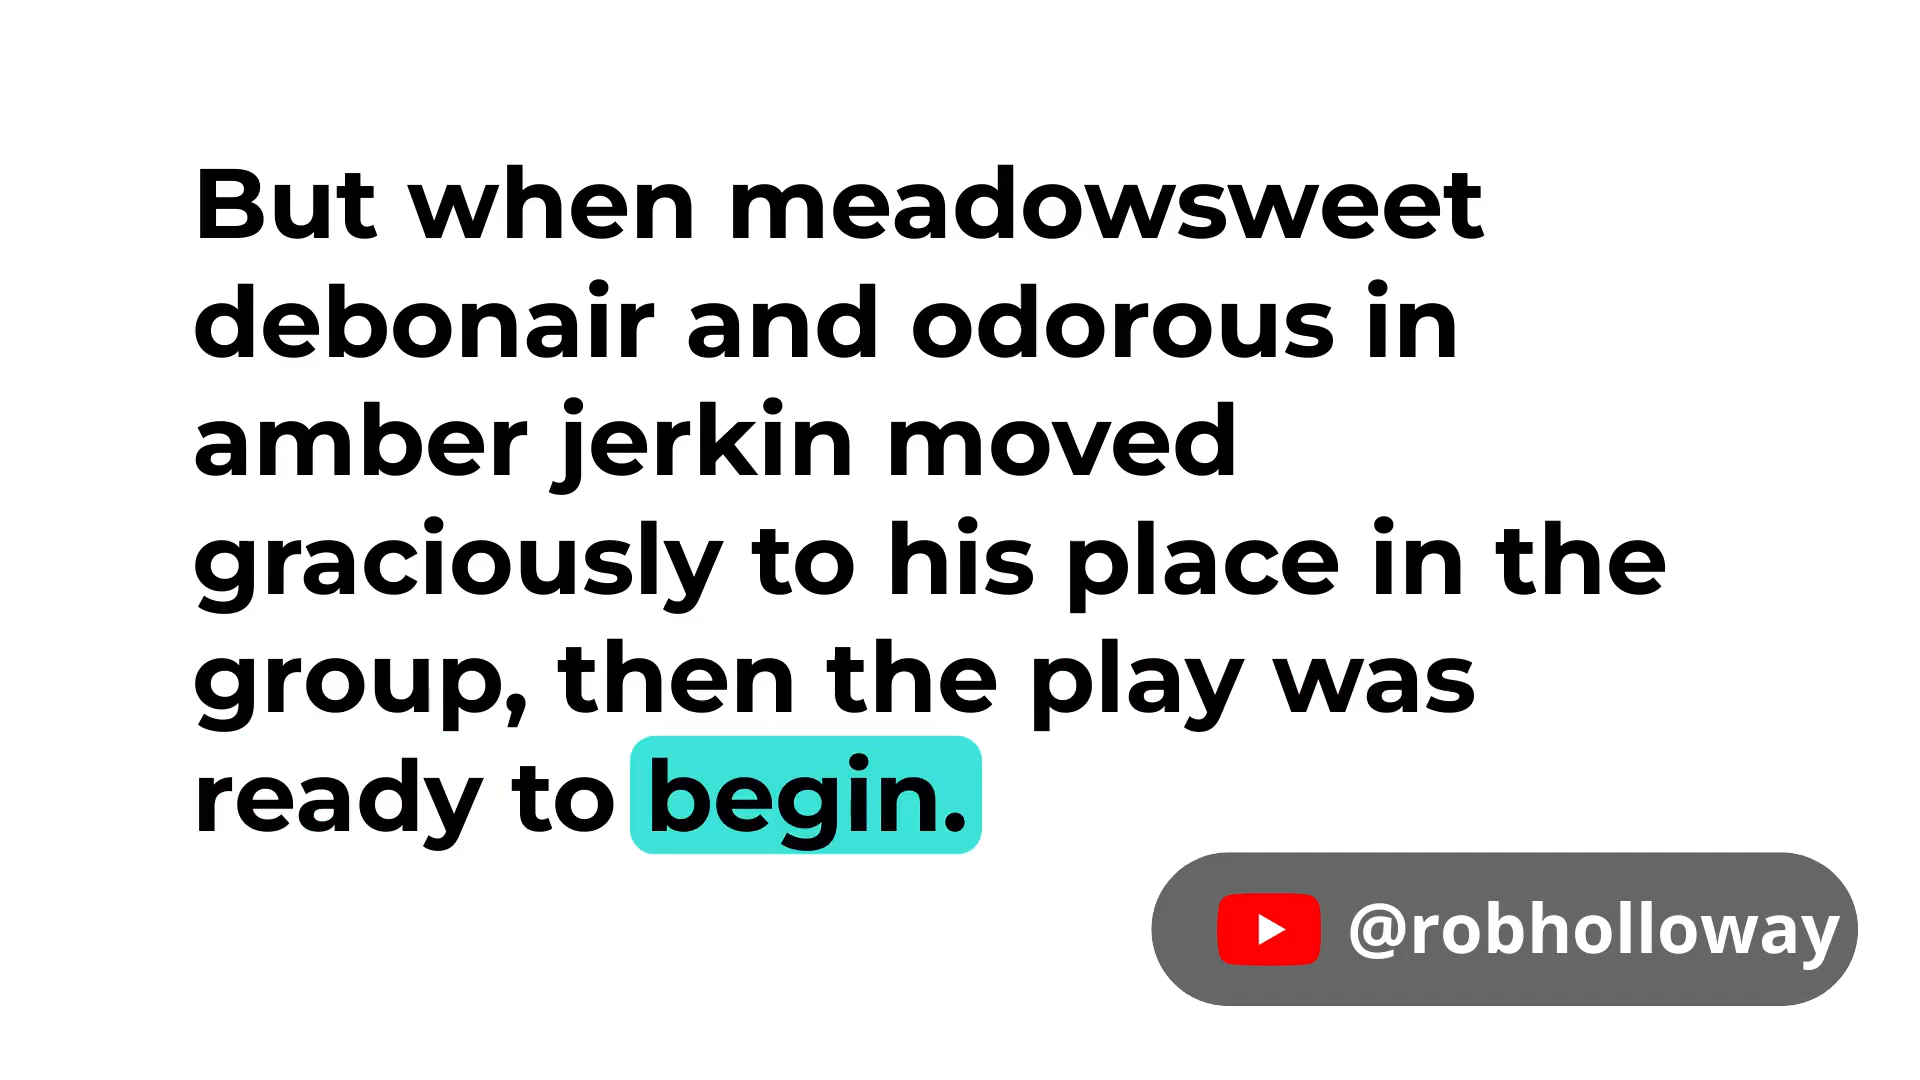 But when meadowsweet
debonair and odorous in
amber jerkin moved
graciously to his place in the
group, then the play was
ready to begin.
@robholloway